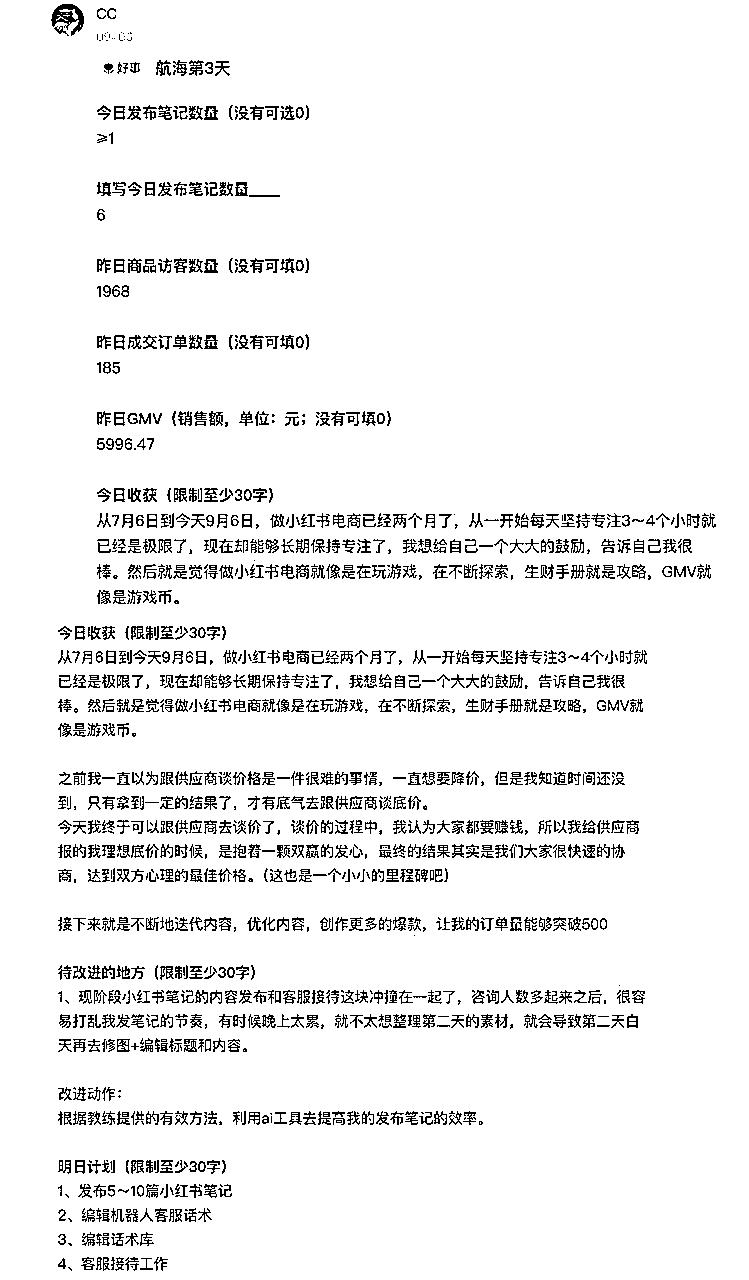 CC
09-06
好事 航海第3天
今日发布笔记数量（没有可选0）
≥1
填写今日发布笔记数量____
6
昨日商品访客数量（没有可填0）
1968
昨日成交订单数量（没有可填0）
185
昨日GMV（销售额，单位：元；没有可填0）
5996.47
今日收获（限制至少30字）
从7月6日到今天9月6日，做小红书电商已经两个月了，从一开始每天坚持专注3～4个小时就
已经是极限了，现在却能够长期保持专注了，我想给自己一个大大的鼓励，告诉自己我很
棒。然后就是觉得做小红书电商就像是在玩游戏，在不断探索，生财手册就是攻略，GMV就
像是游戏币。
今日收获（限制至少30字）
从7月6日到今天9月6日，做小红书电商已经两个月了，从一开始每天坚持专注3～4个小时就
已经是极限了，现在却能够长期保持专注了，我想给自己一个大大的鼓励，告诉自己我很
棒。然后就是觉得做小红书电商就像是在玩游戏，在不断探索，生财手册就是攻略，GMV就
像是游戏币。
之前我一直以为跟供应商谈价格是一件很难的事情，一直想要降价，但是我知道时间还没
到，只有拿到一定的结果了，才有底气去跟供应商谈底价。
今天我终于可以跟供应商去谈价了，谈价的过程中，我认为大家都要赚钱，所以我给供应商
报的我理想底价的时候，是抱着一颗双赢的发心，最终的结果其实是我们大家很快速的协
商，达到双方心理的最佳价格。（这也是一个小小的里程碑吧）
接下来就是不断地迭代内容，优化内容，创作更多的爆款，让我的订单量能够突破500
待改进的地方（限制至少30字）
1、现阶段小红书笔记的内容发布和客服接待这块冲撞在一起了，咨询人数多起来之后，很容
易打乱我发笔记的节奏，有时候晚上太累，就不太想整理第二天的素材，就会导致第二天白
天再去修图+编辑标题和内容。
改进动作：
根据教练提供的有效方法，利用ai工具去提高我的发布笔记的效率。
明日计划（限制至少30字）
1、发布5～10篇小红书笔记
2、编辑机器人客服话术
3、编辑话术库
4、客服接待工作